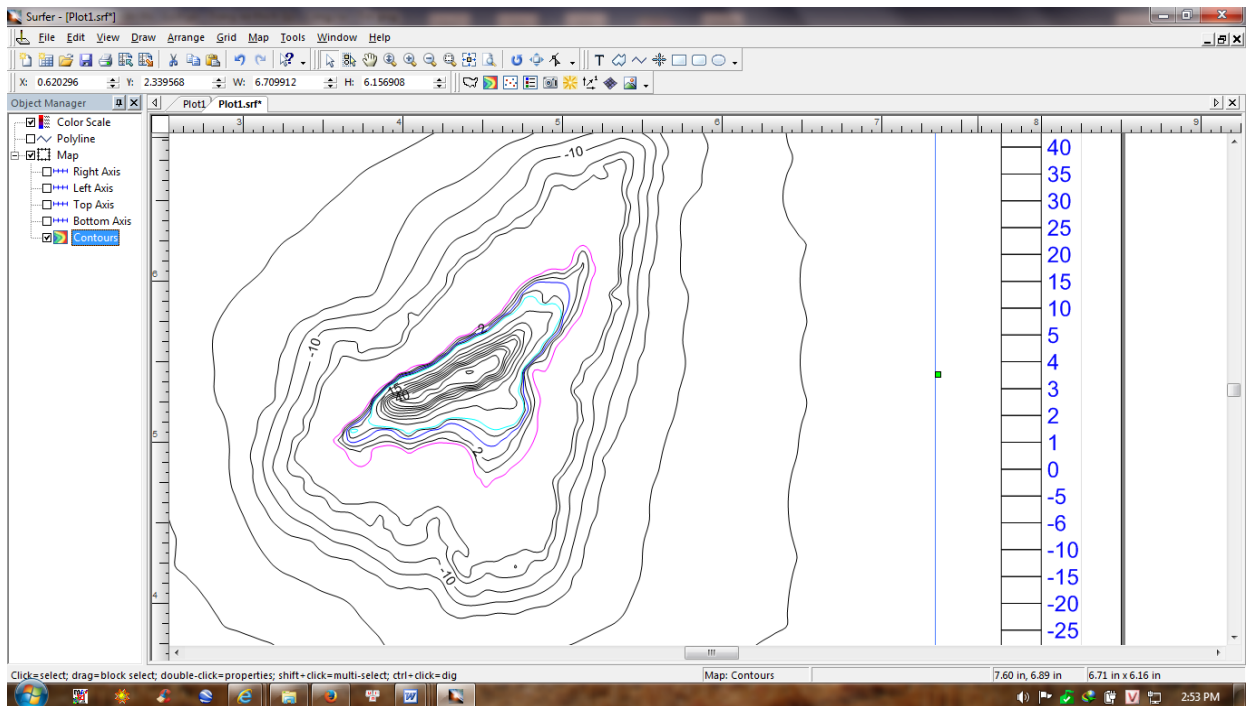 Surfer - [Plot1.srf*]
File Edit View Draw Arrange Grid Map Tools Window Help
X: 0.620296 Y: 2.339568 W: 6.709912 H: 6.156908
Object Manager
Plot1 Plot1.srf*
Color Scale
Polyline
Map
Right Axis
Left Axis
Top Axis
Bottom Axis
Contours
3 4 5 6 7 8 9
6
5
4
-10
-10
2
15
2
-10
40
35
30
25
20
15
10
5
4
3
2
1
0
-5
-6
-10
-15
-20
-25
Click=select; drag=block select; double-click=properties; shift+click=multi-select; ctrl+click=dig
Map: Contours
7.60 in, 6.89 in
6.71 in x 6.16 in
2:53 PM